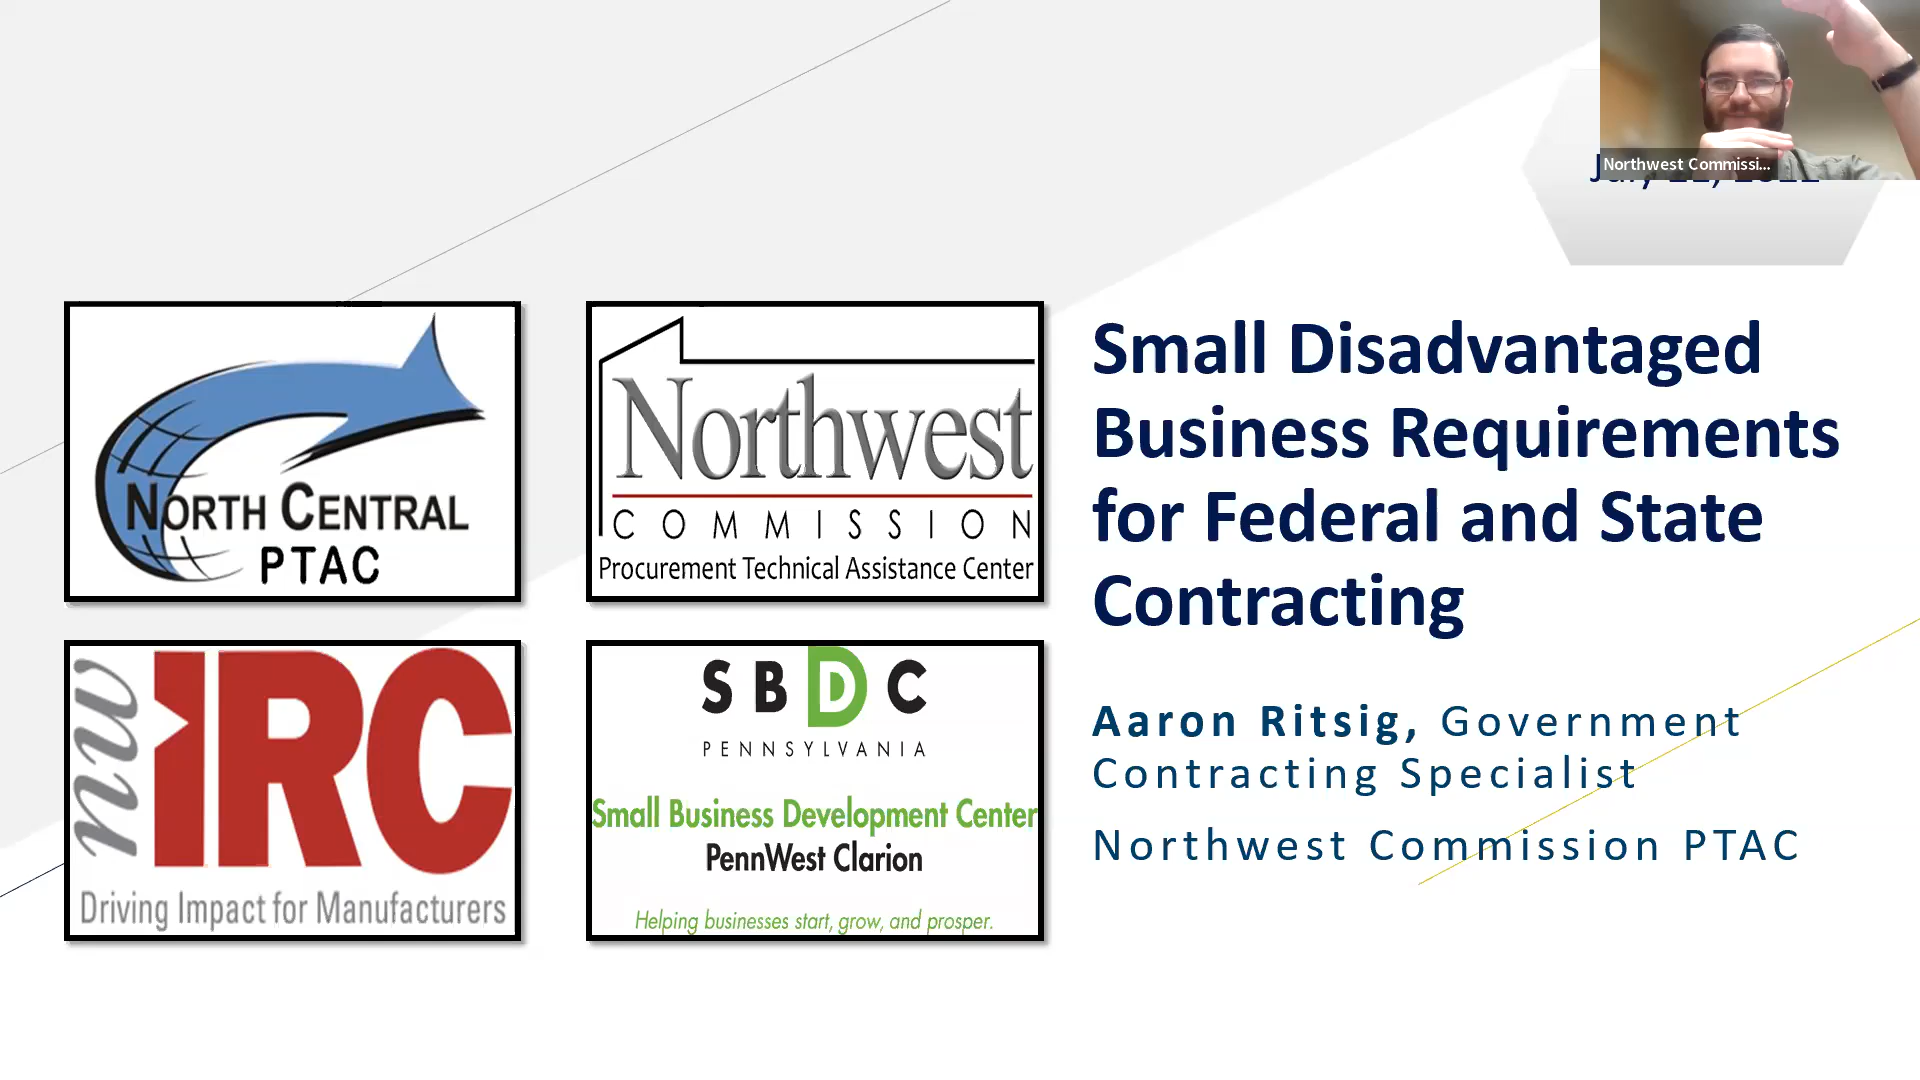 Northwest Commissi...
July
NORTH CENTRAL
PTAC
Northwest
COMMISSION
Procurement Technical Assistance Center
nw IRC
Driving Impact for Manufacturers
SBDC
PENNSYLVANIA
Small Business Development Center
PennWest Clarion
Helping businesses start, grow, and prosper.
Small Disadvantaged
Business Requirements
for Federal and State
Contracting
Aaron Ritsig, Government
Contracting Specialist
Northwest Commission PTAC